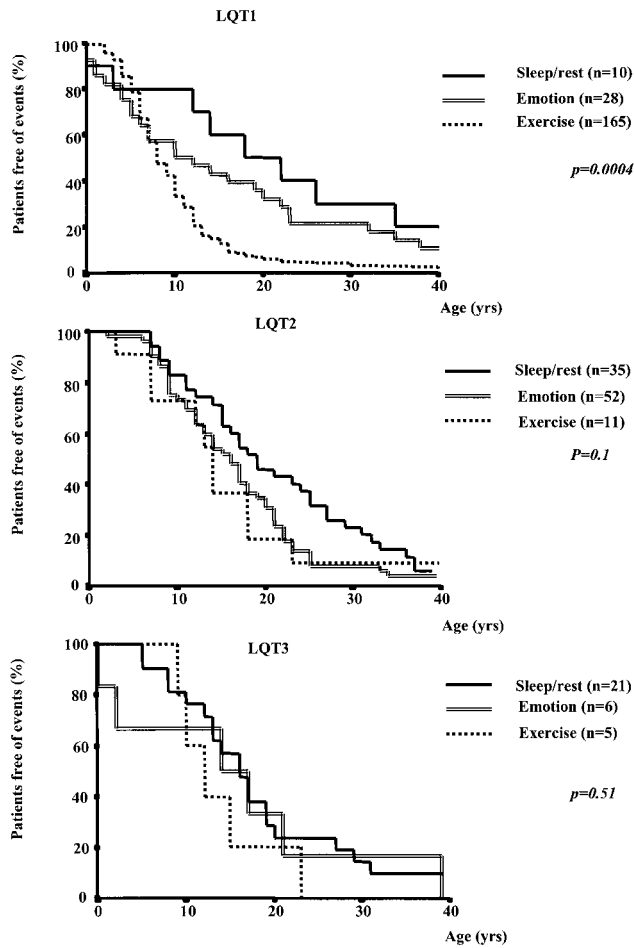 LQT1
Patients free of events (%)
100
80
60
40
20
0
0 10 20 30 40
Age (yrs)
Sleep/rest (n=10)
Emotion (n=28)
Exercise (n=165)
p=0.0004
LQT2
Patients free of events (%)
100
80
60
40
20
0
0 10 20 30 40
Age (yrs)
Sleep/rest (n=35)
Emotion (n=52)
Exercise (n=11)
P=0.1
LQT3
Patients free of events (%)
100
80
60
40
20
0
0 10 20 30 40
Age (yrs)
Sleep/rest (n=21)
Emotion (n=6)
Exercise (n=5)
p=0.51